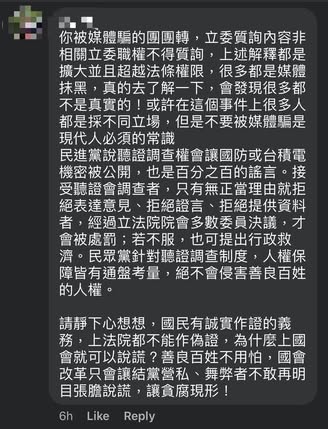 你被媒體騙的團團轉，立委質詢內容非
相關立委職權不得質詢，上述解釋都是
擴大並且超越法條權限，很多都是媒體
抹黑，真的去了解一下，會發現很多都
不是真實的！或許在這個事件上很多人
都是採不同立場，但是不要被媒體騙是
現代人必須的常識
民進黨說聽證調查權會讓國防或台積電
機密被公開，也是百分之百的謠言。接
受聽證會調查者，只有無正當理由就拒
絕表達意見、拒絕證言、拒絕提供資料
者，經過立法院院會多數委員決議，才
會被處罰；若不服，也可提出行政救
濟。民眾黨針對聽證調查制度，人權保
障皆有通盤考量，絕不會侵害善良百姓
的人權。
請靜下心想想，國民有誠實作證的義
務，上法院都不能作偽證，為什麼上國
會就可以說謊？善良百姓不用怕，國會
改革只會讓結黨營私、舞弊者不敢再明
目張膽說謊，讓貪腐現形！
6h Like Reply